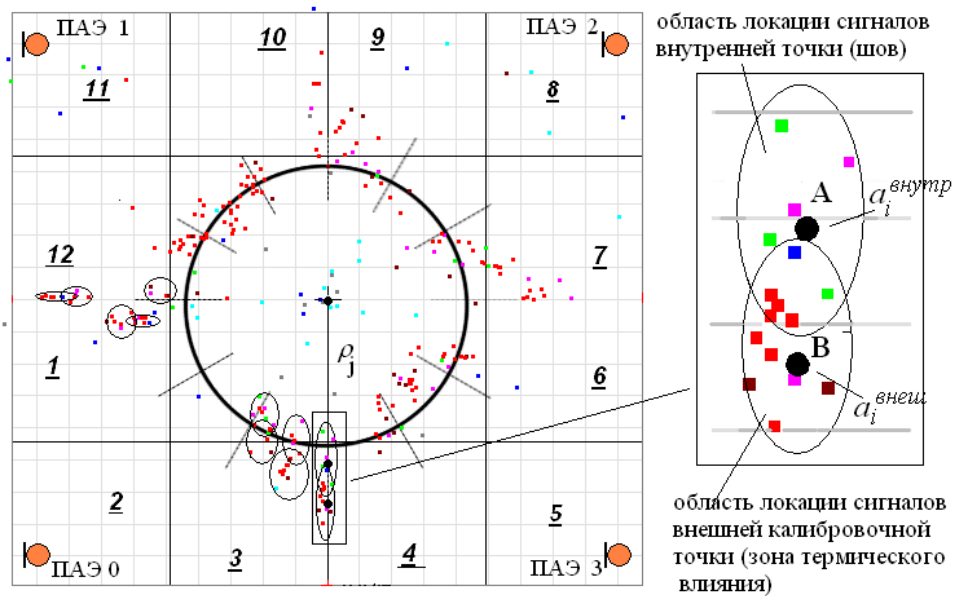 ПАЭ 1
ПАЭ 2
10
9
11
8
12
7
1
6
ρj
2
5
3
4
ПАЭ 0
ПАЭ 3
область локации сигналов
внутренней точки (шов)
A
aᵢ внутр
B
aᵢ внеш
область локации сигналов
внешней калибровочной
точки (зона термического
влияния)